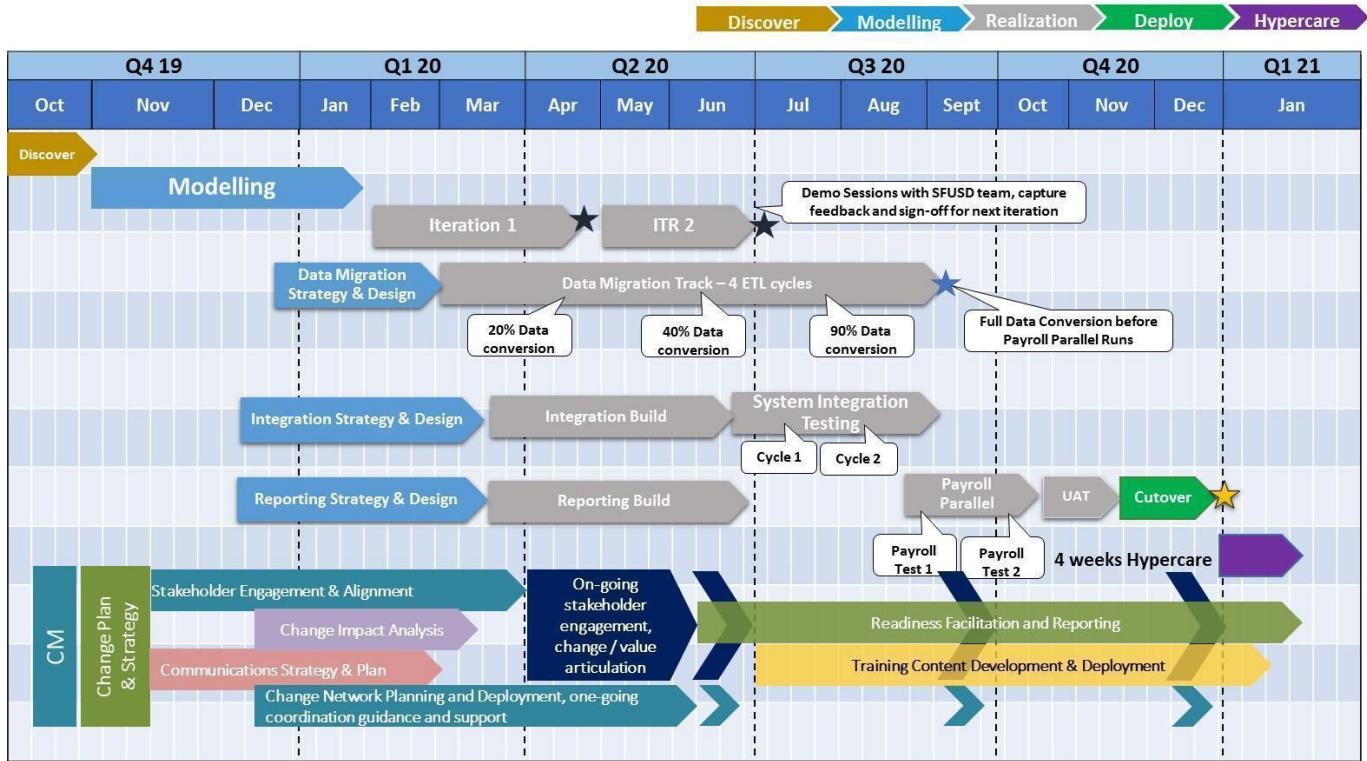 Discover
Modelling
Realization
Deploy
Hypercare
Q4 19
Q1 20
Q2 20
Q3 20
Q4 20
Q1 21
Oct
Nov
Dec
Jan
Feb
Mar
Apr
May
Jun
Jul
Aug
Sept
Oct
Nov
Dec
Jan
Discover
Modelling
Demo Sessions with SFUSD team, capture
feedback and sign-off for next iteration
Iteration 1
ITR 2
Data Migration
Strategy & Design
Data Migration Track – 4 ETL cycles
20% Data
conversion
40% Data
conversion
90% Data
conversion
Full Data Conversion before
Payroll Parallel Runs
Integration Strategy & Design
Integration Build
System Integration
Testing
Cycle 1
Cycle 2
Reporting Strategy & Design
Reporting Build
Payroll
Parallel
UAT
Cutover
Payroll
Test 1
Payroll
Test 2
4 weeks Hypercare
CM
Change Plan
& Strategy
Stakeholder Engagement & Alignment
Change Impact Analysis
Communications Strategy & Plan
Change Network Planning and Deployment, one-going
coordination guidance and support
On-going
stakeholder
engagement,
change / value
articulation
Readiness Facilitation and Reporting
Training Content Development & Deployment